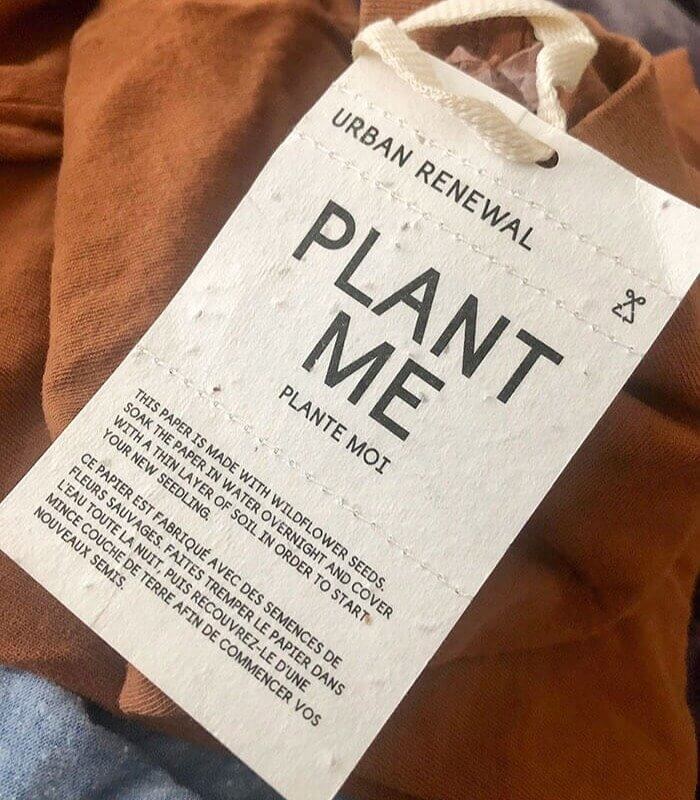 URBAN RENEWAL
PLANT
ME
PLANTE MOI
THIS PAPER IS MADE WITH WILDFLOWER SEEDS.
SOAK THE PAPER IN WATER OVERNIGHT AND COVER
WITH A THIN LAYER OF SOIL IN ORDER TO START
YOUR NEW SEEDLING.
CE PAPIER EST FABRIQUÉ AVEC DES SEMENCES DE
FLEURS SAUVAGES. FAITES TREMPER LE PAPIER DANS
L'EAU TOUTE LA NUIT, PUIS RECOUVREZ-LE D'UNE
MINCE COUCHE DE TERRE AFIN DE COMMENCER VOS
NOUVEAUX SEMIS.